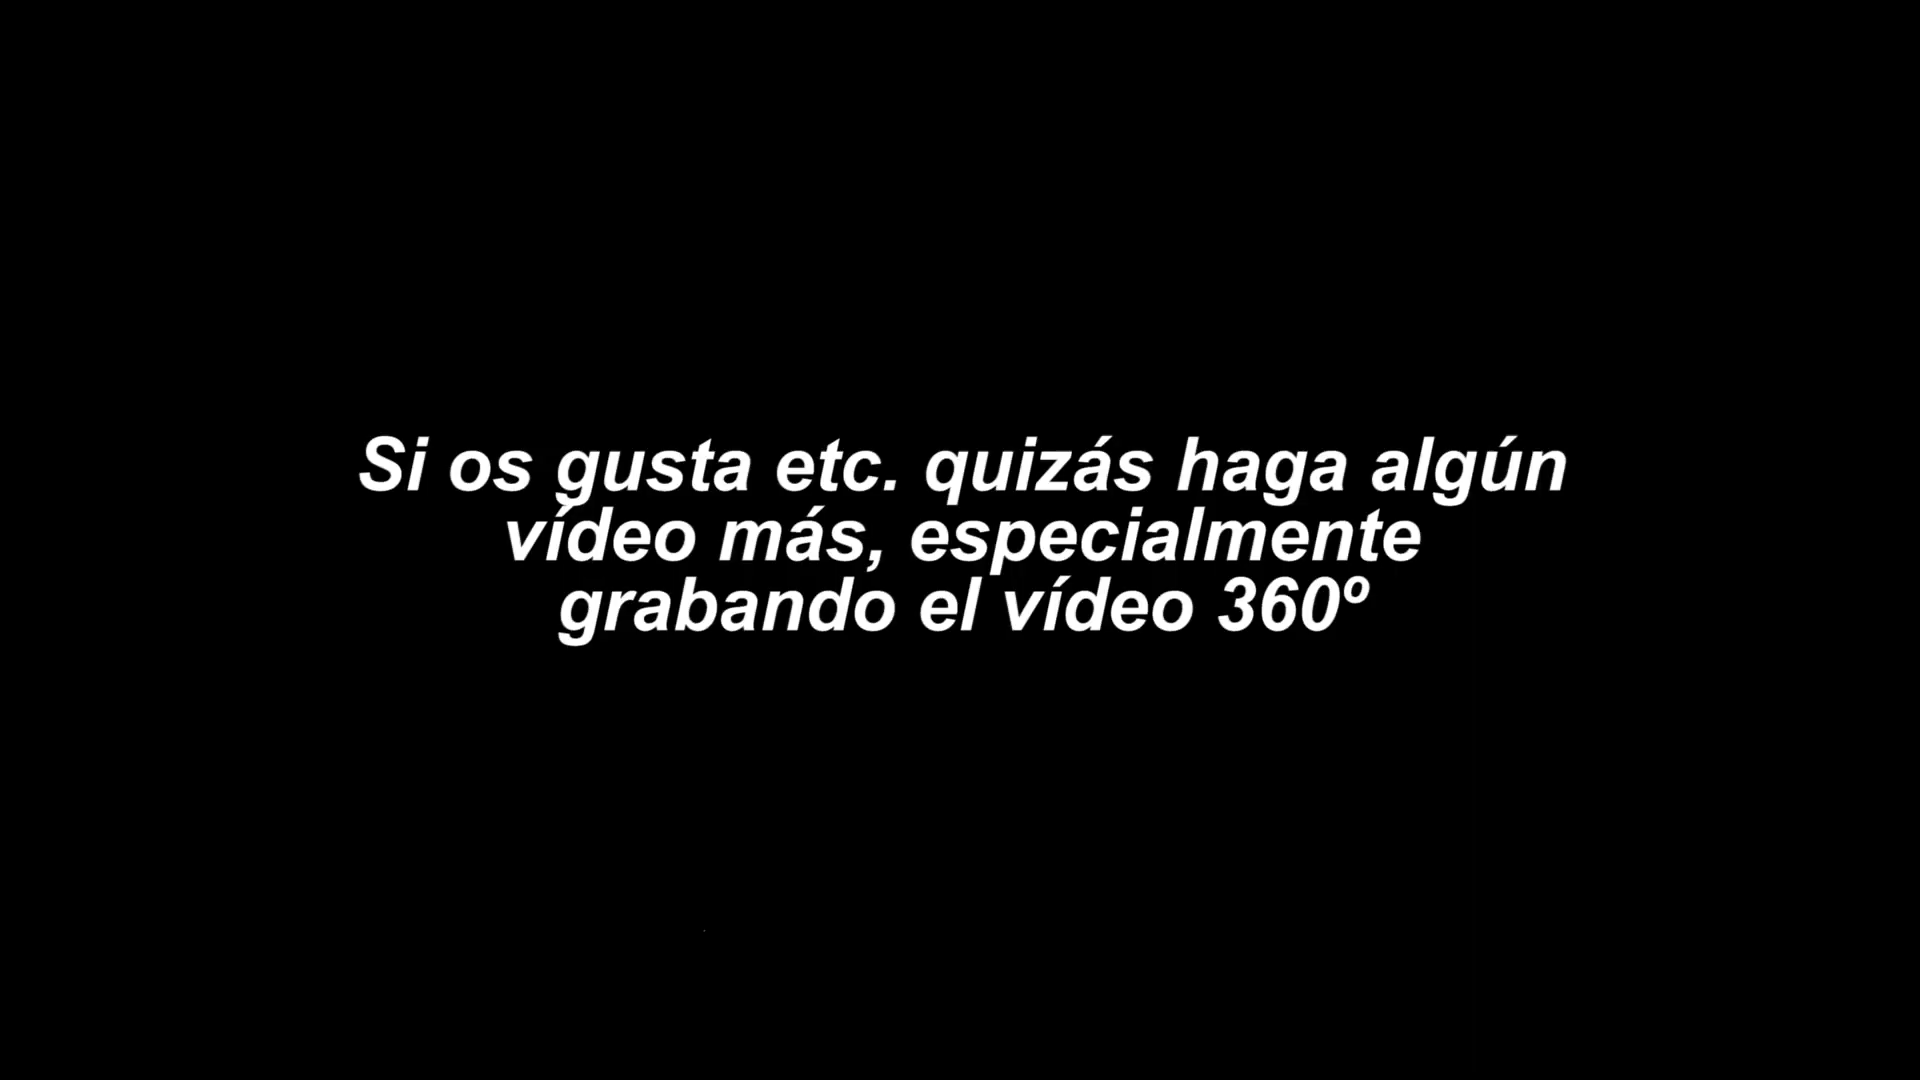 Si os gusta etc. quizás haga algún
vídeo más, especialmente
grabando el vídeo 360º